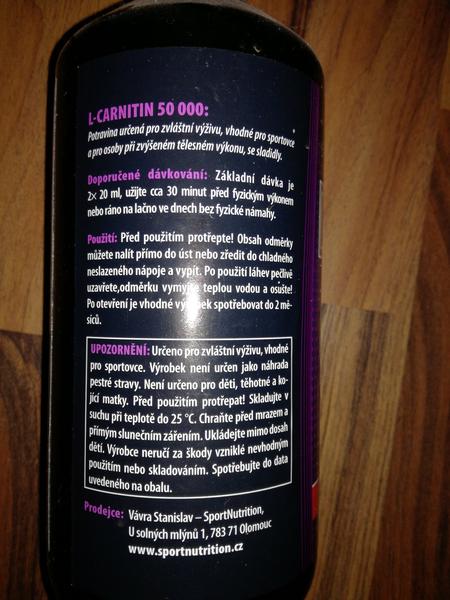 L-CARNITIN 50 000:
Potravina určená pro zvláštní výživu, vhodné pro sportovce
a pro osoby při zvýšeném tělesném výkonu, se sladidly.
Doporučené dávkování: Základní dávka je
2x 20 ml, užijte cca 30 minut před fyzickým výkonem
nebo ráno na lačno ve dnech bez fyzické námahy.
Použití: Před použitím protřepte! Obsah odměrky
můžete nalít přímo do úst nebo zředit do chladného
neslazeného nápoje a vypít. Po použití láhev pečlivě
uzavřete,odměrku vymyjte teplou vodou a osušte!
Po otevření je vhodné výrobek spotřebovat do 2 mě-
síců.
UPOZORNĚNÍ: Určeno pro zvláštní výživu, vhodné
pro sportovce. Výrobek není určen jako náhrada
pestré stravy. Není určeno pro děti, těhotné a ko-
jící matky. Před použitím protřepat! Skladujte v
suchu při teplotě do 25 °C. Chraňte před mrazem a
přímým slunečním zářením. Ukládejte mimo dosah
dětí. Výrobce neručí za škody vzniklé nevhodným
použitím nebo skladováním. Spotřebujte do data
uvedeného na obalu.
Prodejce: Vávra Stanislav – SportNutrition,
U solných mlýnů 1, 783 71 Olomouc
www.sportnutrition.cz